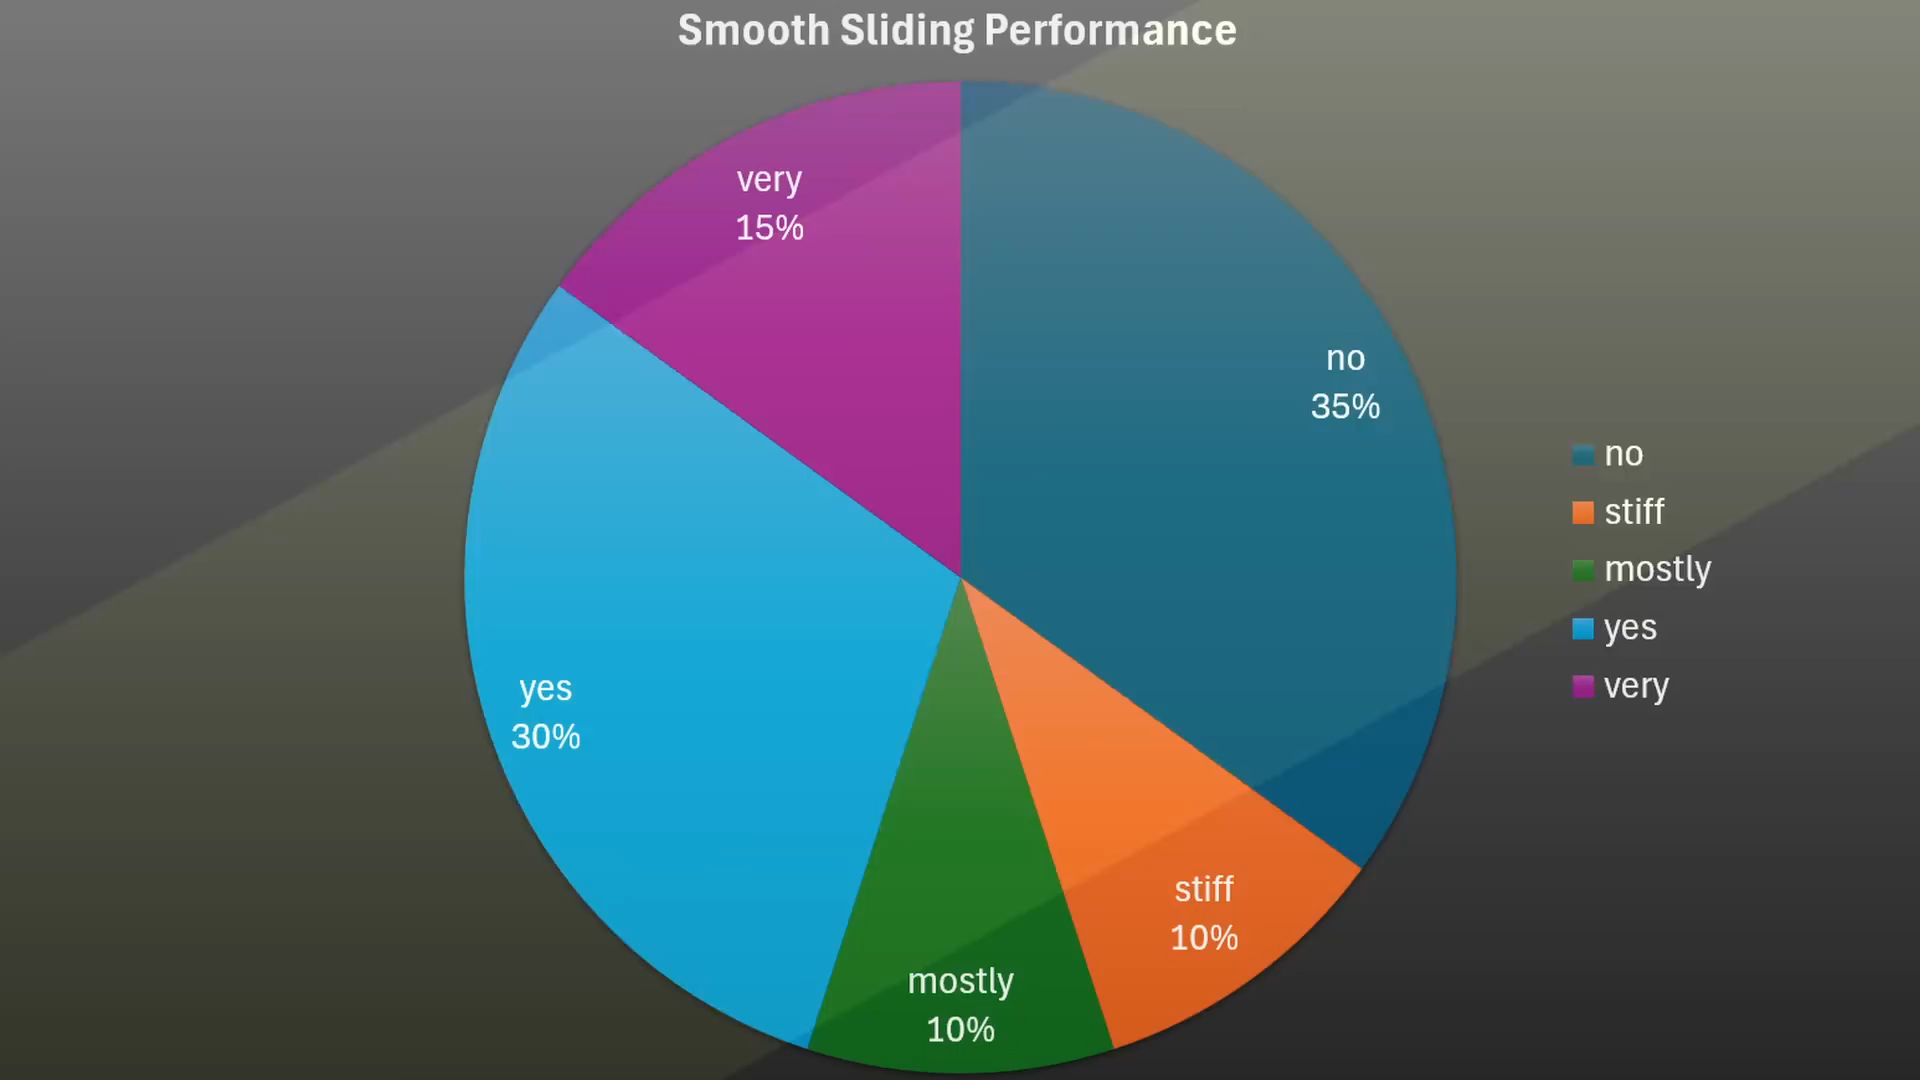 Smooth Sliding Performance
very
15%
no
35%
yes
30%
stiff
10%
mostly
10%
no
stiff
mostly
yes
very